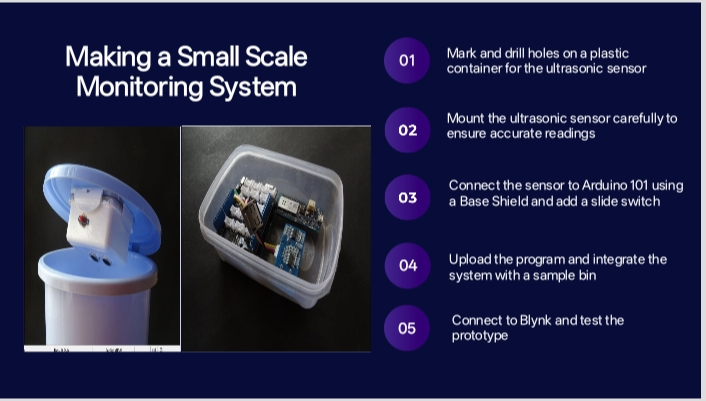 Making a Small Scale
Monitoring System
01
Mark and drill holes on a plastic
container for the ultrasonic sensor
02
Mount the ultrasonic sensor carefully to
ensure accurate readings
03
Connect the sensor to Arduino 101 using
a Base Shield and add a slide switch
04
Upload the program and integrate the
system with a sample bin
05
Connect to Blynk and test the
prototype